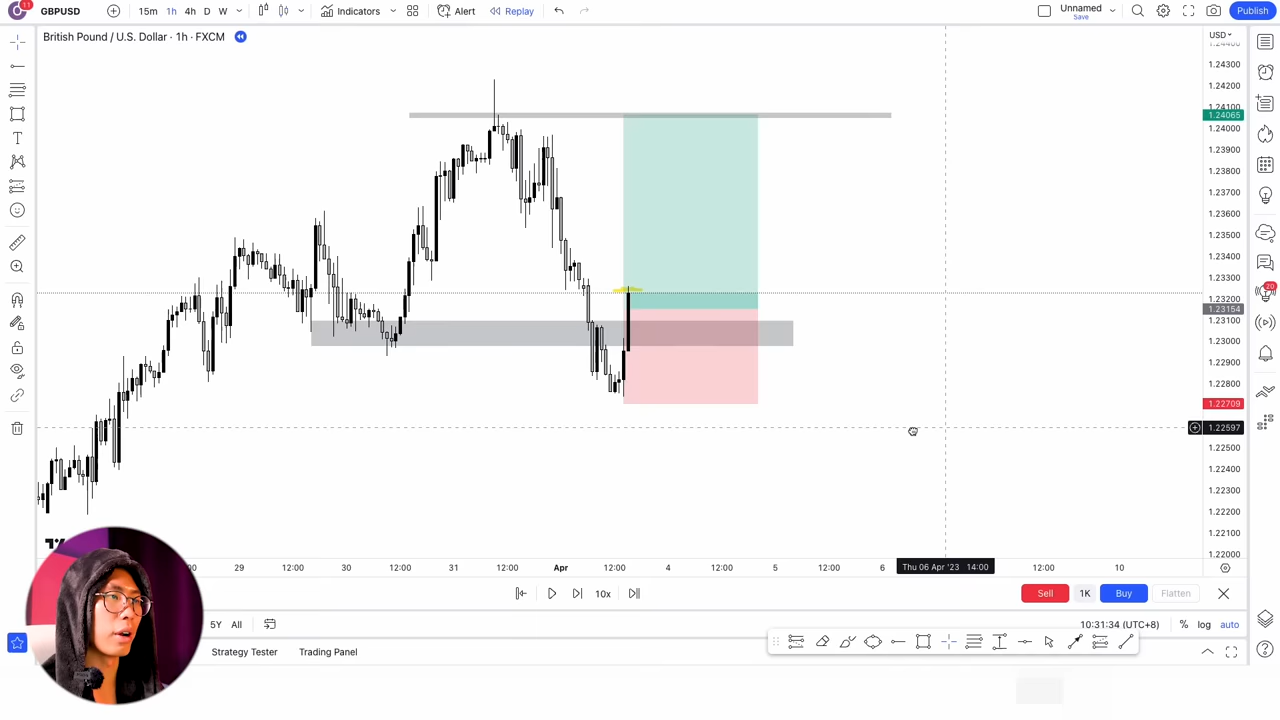 11
GBPUSD
15m 1h 4h D W
Indicators
Alert
Replay
Unnamed
Save
Publish
British Pound / U.S. Dollar · 1h · FXCM
USD
1.24400
1.24300
1.24200
1.24100
1.24065
1.24000
1.23900
1.23800
1.23700
1.23600
1.23500
1.23400
1.23300
1.23200
1.23154
1.23100
1.23000
1.22900
1.22800
1.22709
1.22597
1.22500
1.22400
1.22300
1.22200
1.22100
1.22000
20
29 12:00 30 12:00 31 12:00 Apr 12:00 4 12:00 5 12:00 6 Thu 06 Apr '23 14:00 12:00 10
10x
Sell 1K Buy Flatten
5Y All
10:31:34 (UTC+8) % log auto
Strategy Tester Trading Panel